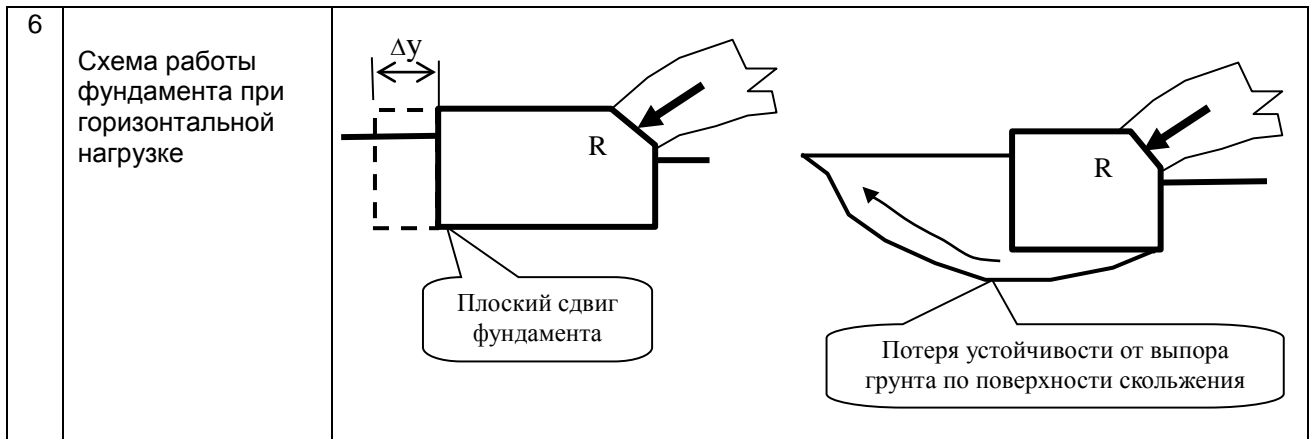 6
Схема работы
фундамента при
горизонтальной
нагрузке
Δy
R
Плоский сдвиг
фундамента
R
Потеря устойчивости от выпора
грунта по поверхности скольжения